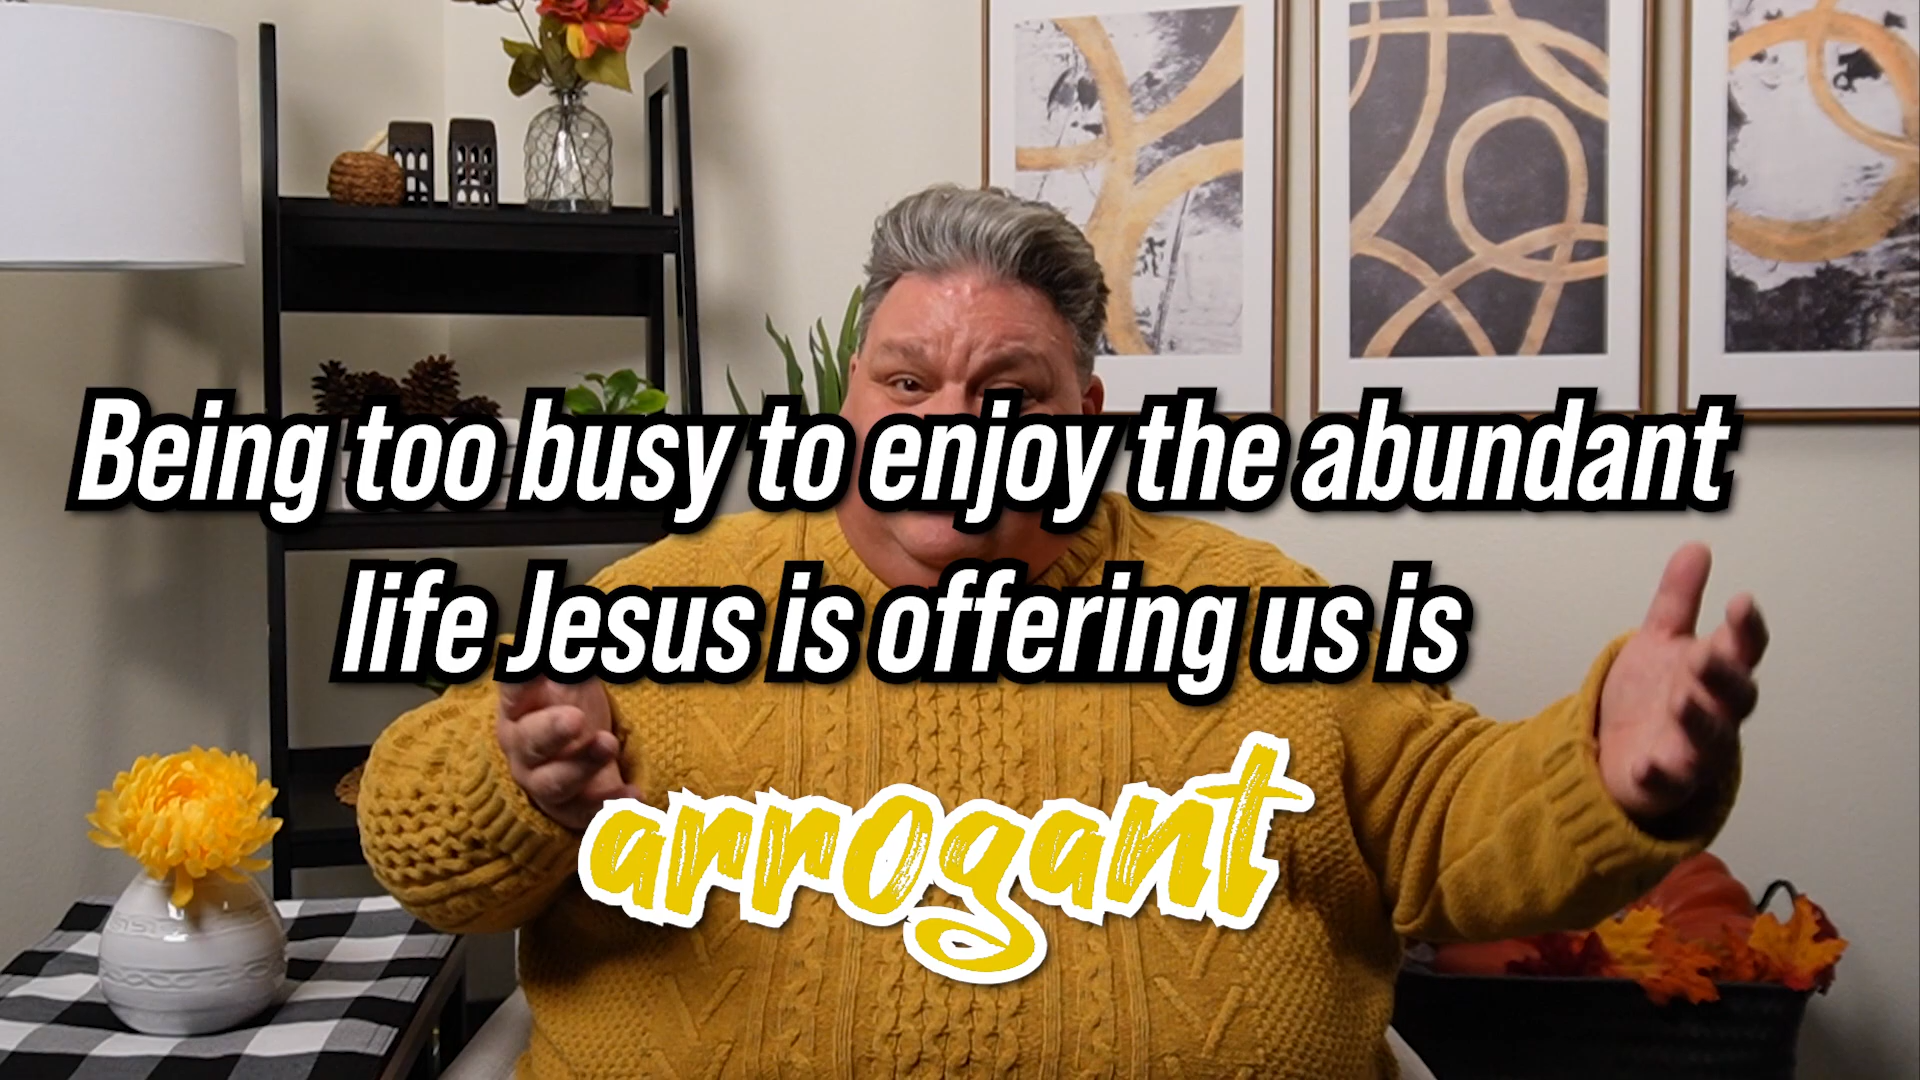 Being too busy to enjoy the abundant
life Jesus is offering us is
arrogant